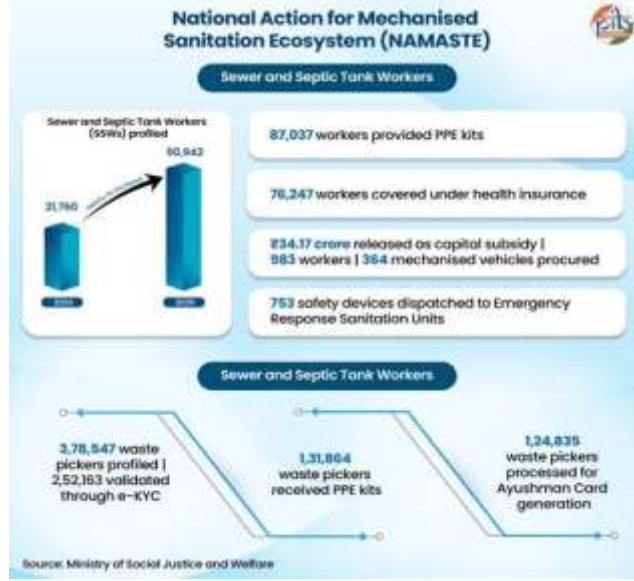 National Action for Mechanised
Sanitation Ecosystem (NAMASTE)
Sewer and Septic Tank Workers
Sewer and Septic Tank Workers
(SSWs) profiled
60,942
21,760
87,037 workers provided PPE kits
76,247 workers covered under health insurance
₹34.17 crore released as capital subsidy |
983 workers | 364 mechanised vehicles procured
753 safety devices dispatched to Emergency
Response Sanitation Units
Sewer and Septic Tank Workers
3,78,547 waste
pickers profiled |
2,52,163 validated
through e-KYC
1,31,864
waste pickers
received PPE kits
1,24,835
waste pickers
processed for
Ayushman Card
generation
Source: Ministry of Social Justice and Welfare